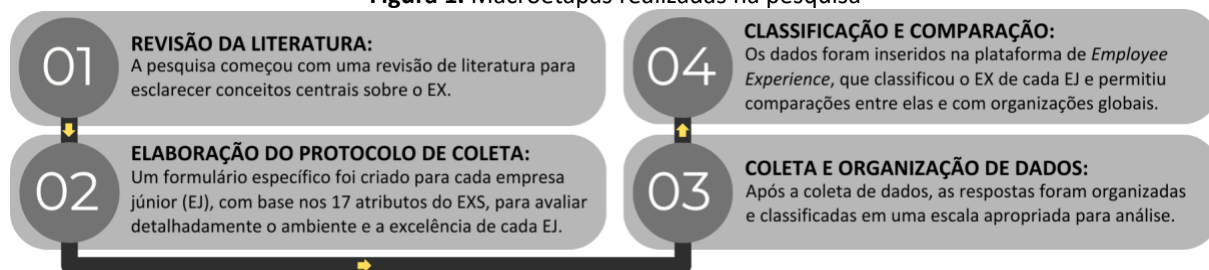 Figura 1. Macroetapas realizadas na pesquisa
01
REVISÃO DA LITERATURA:
A pesquisa começou com uma revisão de literatura para
esclarecer conceitos centrais sobre o EX.
02
ELABORAÇÃO DO PROTOCOLO DE COLETA:
Um formulário específico foi criado para cada empresa
júnior (EJ), com base nos 17 atributos do EXS, para avaliar
detalhadamente o ambiente e a excelência de cada EJ.
03
COLETA E ORGANIZAÇÃO DE DADOS:
Após a coleta de dados, as respostas foram organizadas
e classificadas em uma escala apropriada para análise.
04
CLASSIFICAÇÃO E COMPARAÇÃO:
Os dados foram inseridos na plataforma de Employee
Experience, que classificou o EX de cada EJ e permitiu
comparações entre elas e com organizações globais.